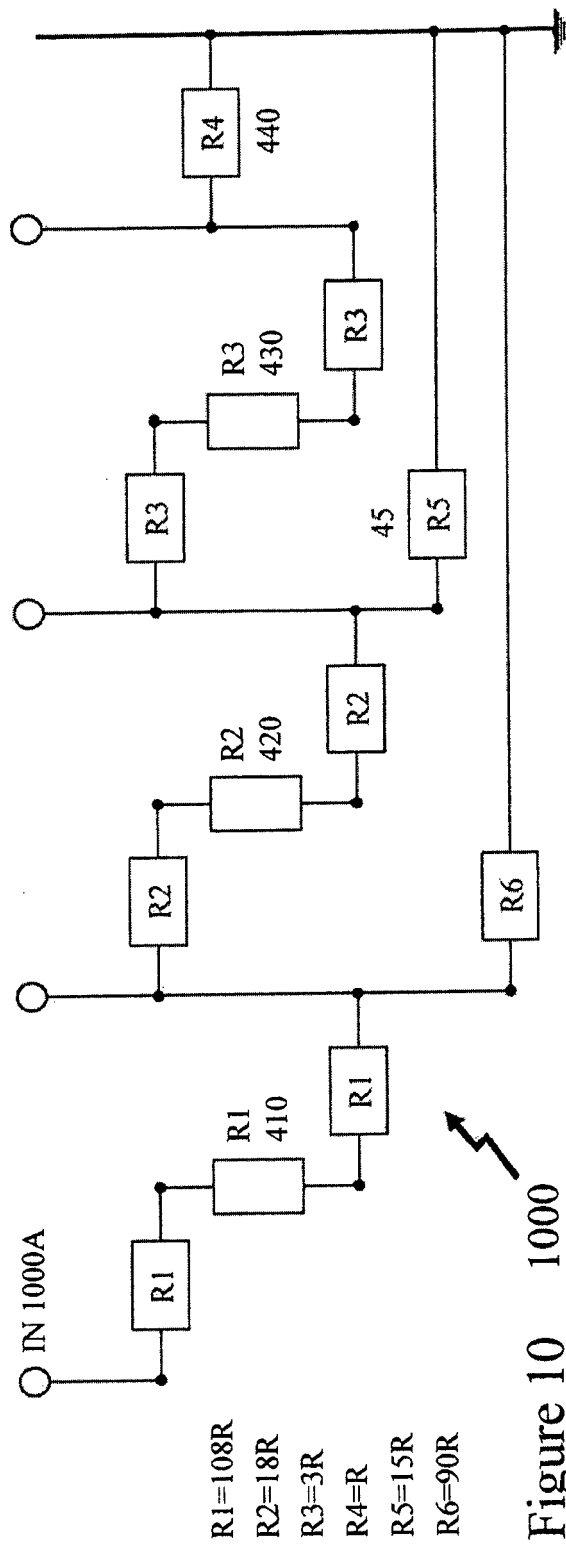 IN 1000A
R1
R1
410
R1
R2
R2
420
R2
R3
R3
430
R3
R4
440
45
R5
R6
R1=108R
R2=18R
R3=3R
R4=R
R5=15R
R6=90R
Figure 10 1000